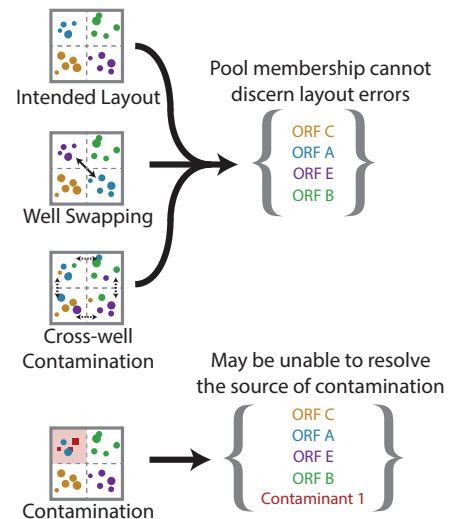 Intended Layout
Well Swapping
Cross-well
Contamination
Pool membership cannot
discern layout errors
ORF C
ORF A
ORF E
ORF B
Contamination
May be unable to resolve
the source of contamination
ORF C
ORF A
ORF E
ORF B
Contaminant 1